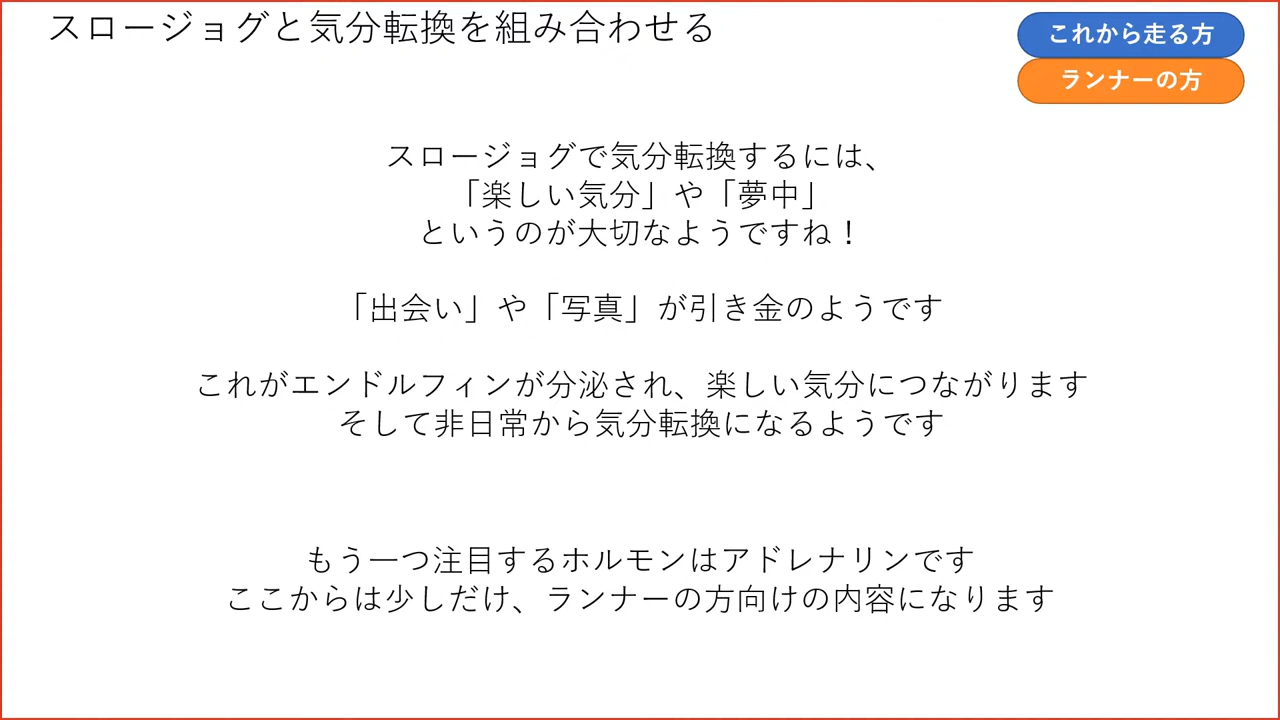 スロージョグと気分転換を組み合わせる
これから走る方
ランナーの方
スロージョグで気分転換するには、
「楽しい気分」や「夢中」
というのが大切なようですね！
「出会い」や「写真」が引き金のようです
これがエンドルフィンが分泌され、楽しい気分につながります
そして非日常から気分転換になるようです
もう一つ注目するホルモンはアドレナリンです
ここからは少しだけ、ランナーの方向けの内容になります